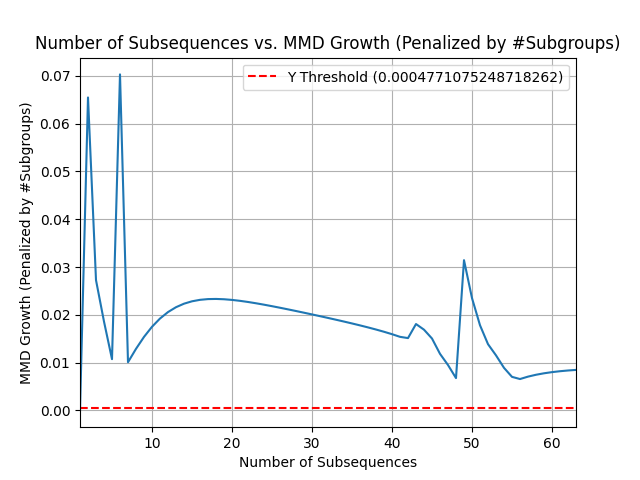 Number of Subsequences vs. MMD Growth (Penalized by #Subgroups)
Y Threshold (0.0004771075248718262)
MMD Growth (Penalized by #Subgroups)
0.07
0.06
0.05
0.04
0.03
0.02
0.01
0.00
10 20 30 40 50 60
Number of Subsequences